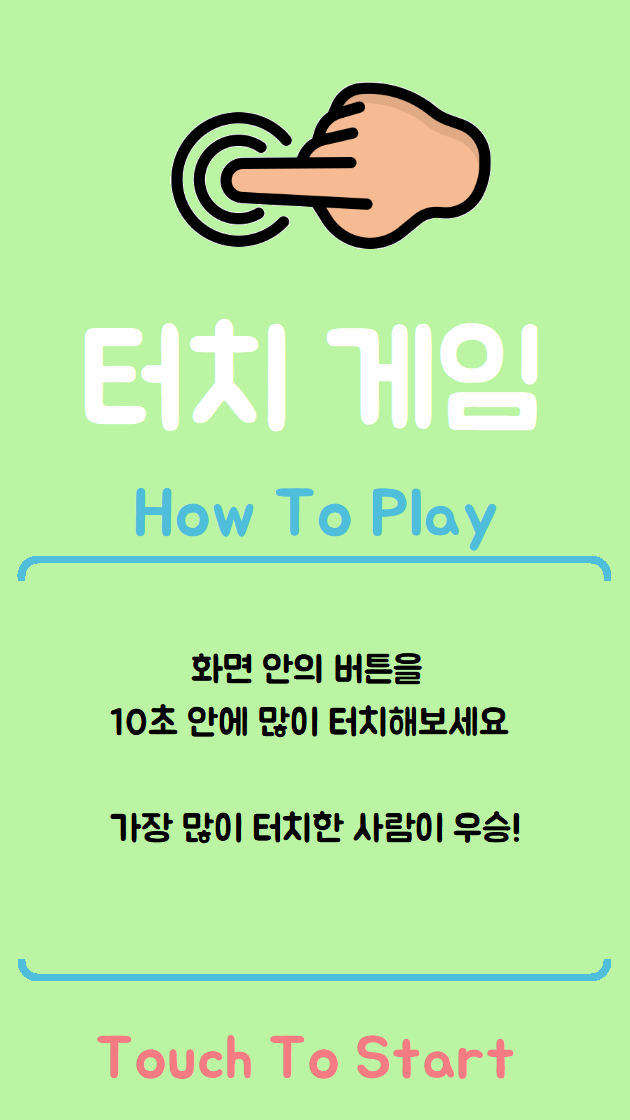 터치 게임
How To Play
화면 안의 버튼을
10초 안에 많이 터치해보세요
가장 많이 터치한 사람이 우승!
Touch To Start